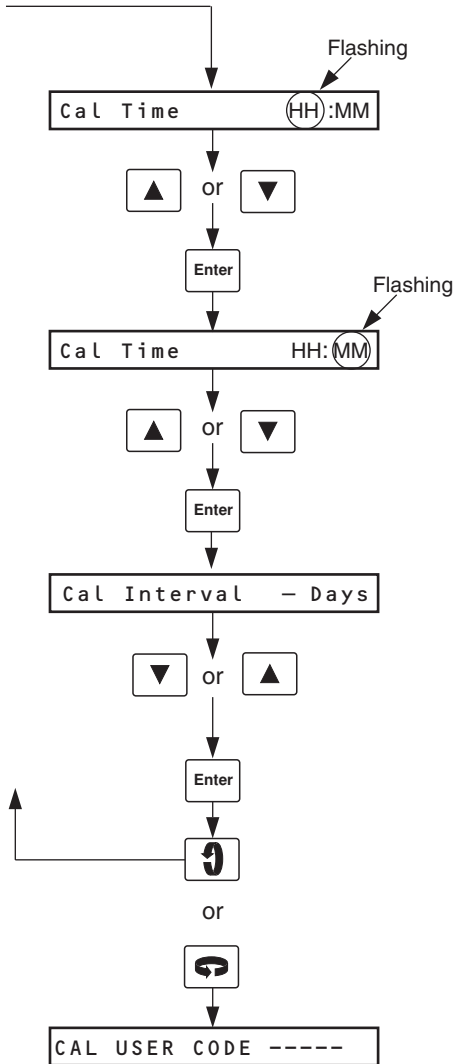 Flashing
Cal Time HH:MM
▲ or ▼
Enter
Flashing
Cal Time HH:MM
▲ or ▼
Enter
Cal Interval – Days
▼ or ▲
Enter
or
CAL USER CODE -----